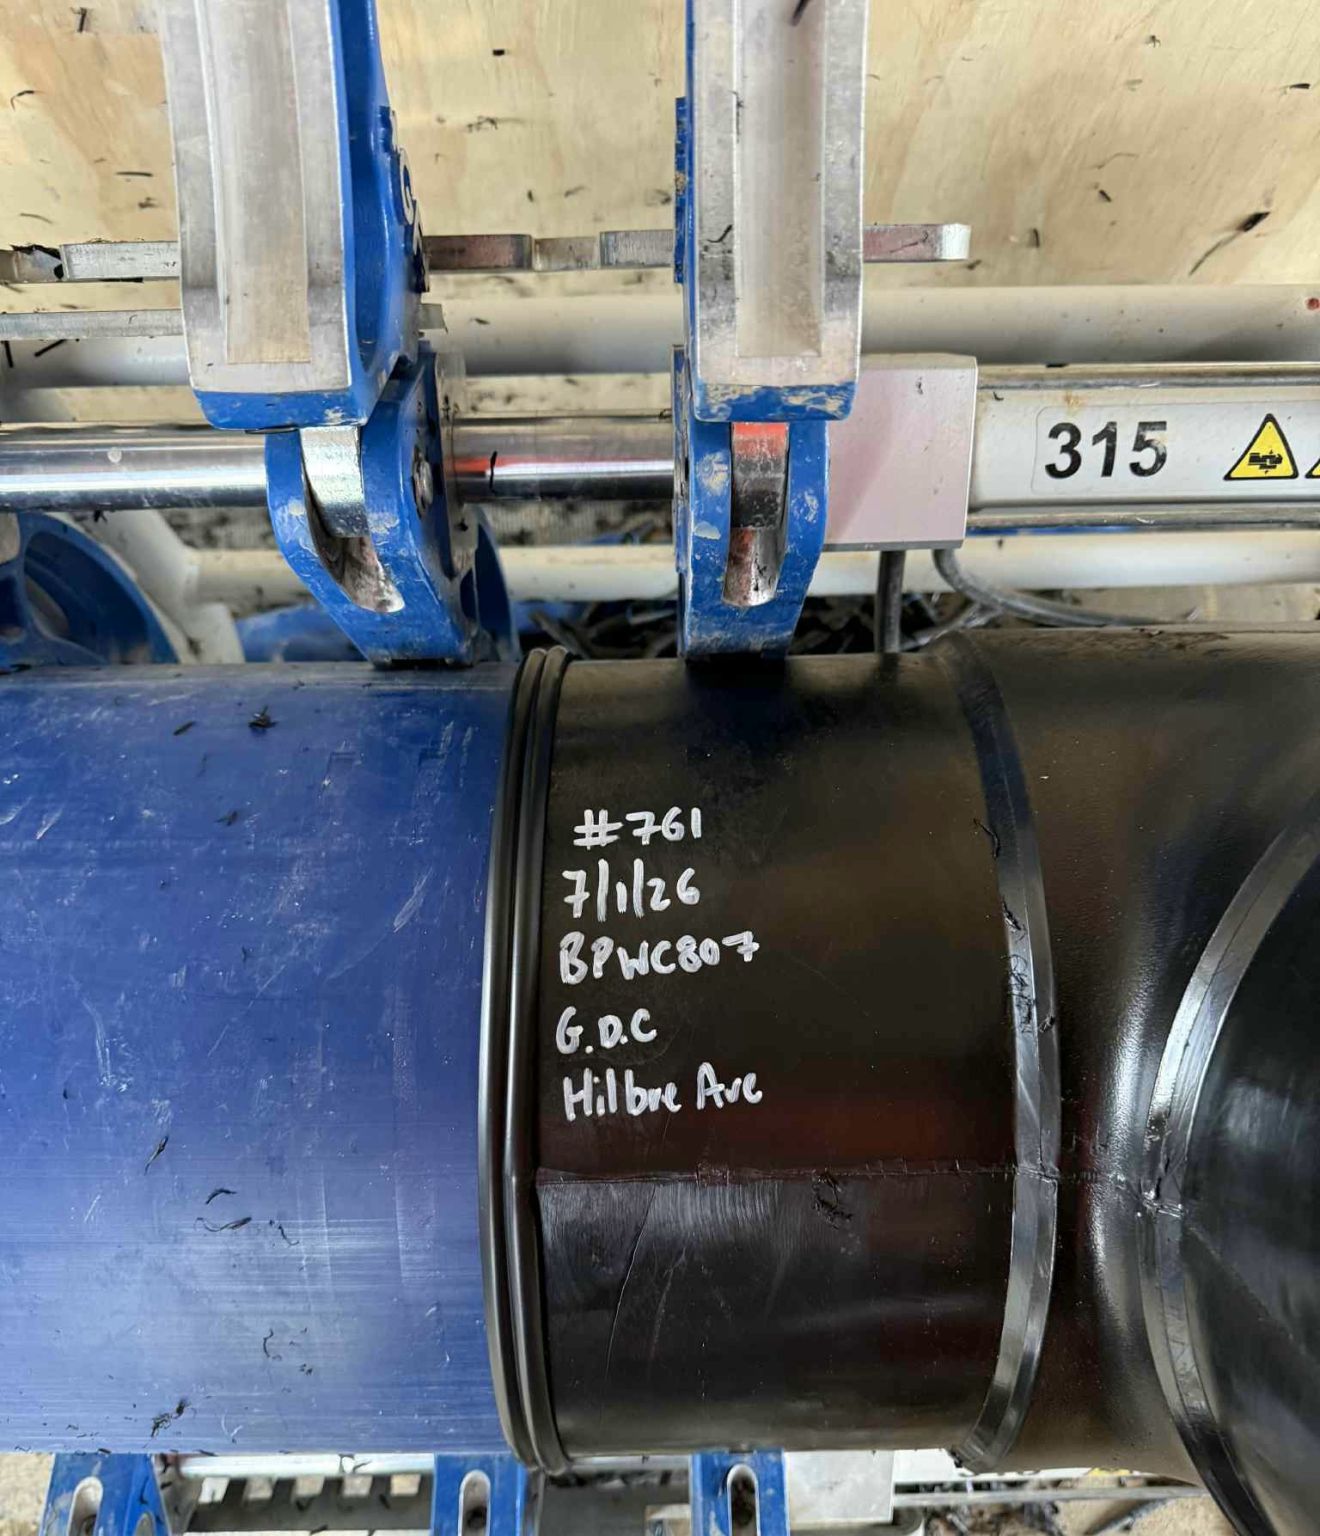 315
#761
7/1/26
BPWC807
G.D.C
Hilbre Ave